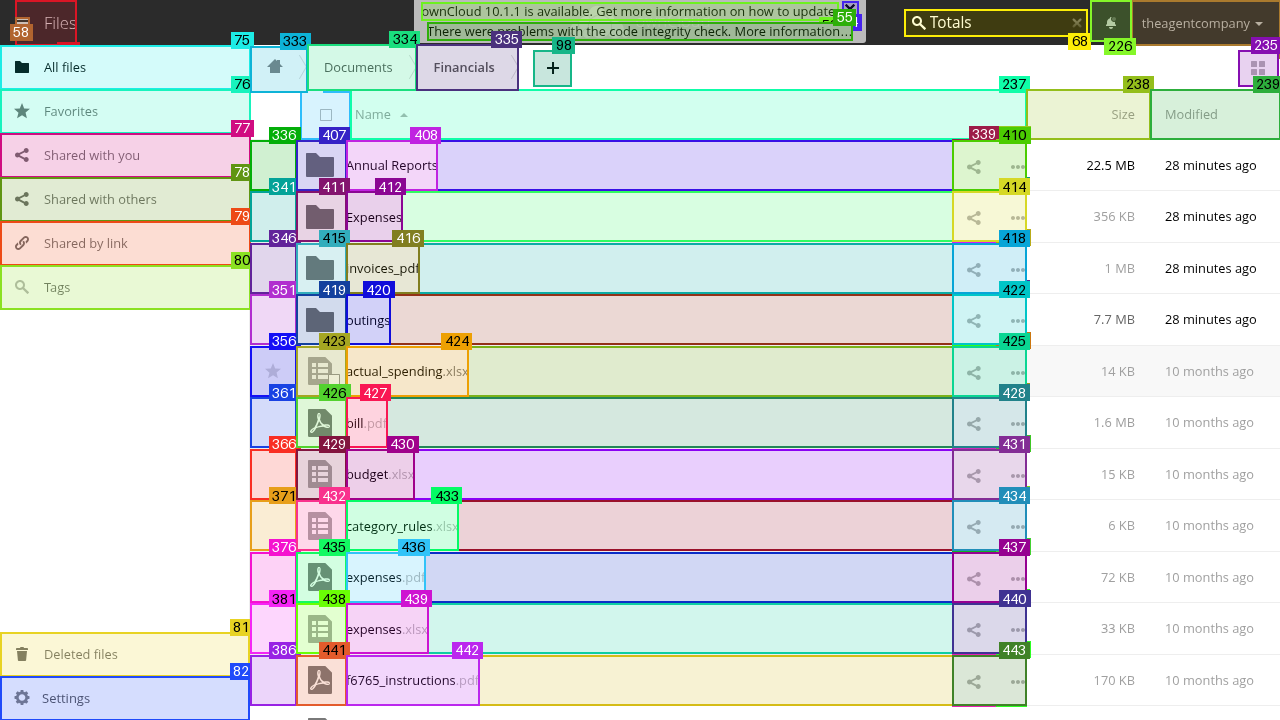 Files
58
ownCloud 10.1.1 is available. Get more information on how to update
55
There were problems with the code integrity check. More information...
Totals
68
226
theagentcompany
235
75
All files
76
Favorites
77
Shared with you
78
Shared with others
79
Shared by link
80
Tags
81
Deleted files
82
Settings
333
334
Documents
335
Financials
98
+
237
238
239
Name
Size
Modified
336 407 408 339 410
Annual Reports 22.5 MB 28 minutes ago
341 411 412 414
Expenses 356 KB 28 minutes ago
346 415 416 418
invoices_pdf 1 MB 28 minutes ago
351 419 420 422
outings 7.7 MB 28 minutes ago
356 423 424 425
actual_spending.xlsx 14 KB 10 months ago
361 426 427 428
bill.pdf 1.6 MB 10 months ago
366 429 430 431
budget.xlsx 15 KB 10 months ago
371 432 433 434
category_rules.xlsx 6 KB 10 months ago
376 435 436 437
expenses.pdf 72 KB 10 months ago
381 438 439 440
expenses.xlsx 33 KB 10 months ago
386 441 442 443
f6765_instructions.pdf 170 KB 10 months ago